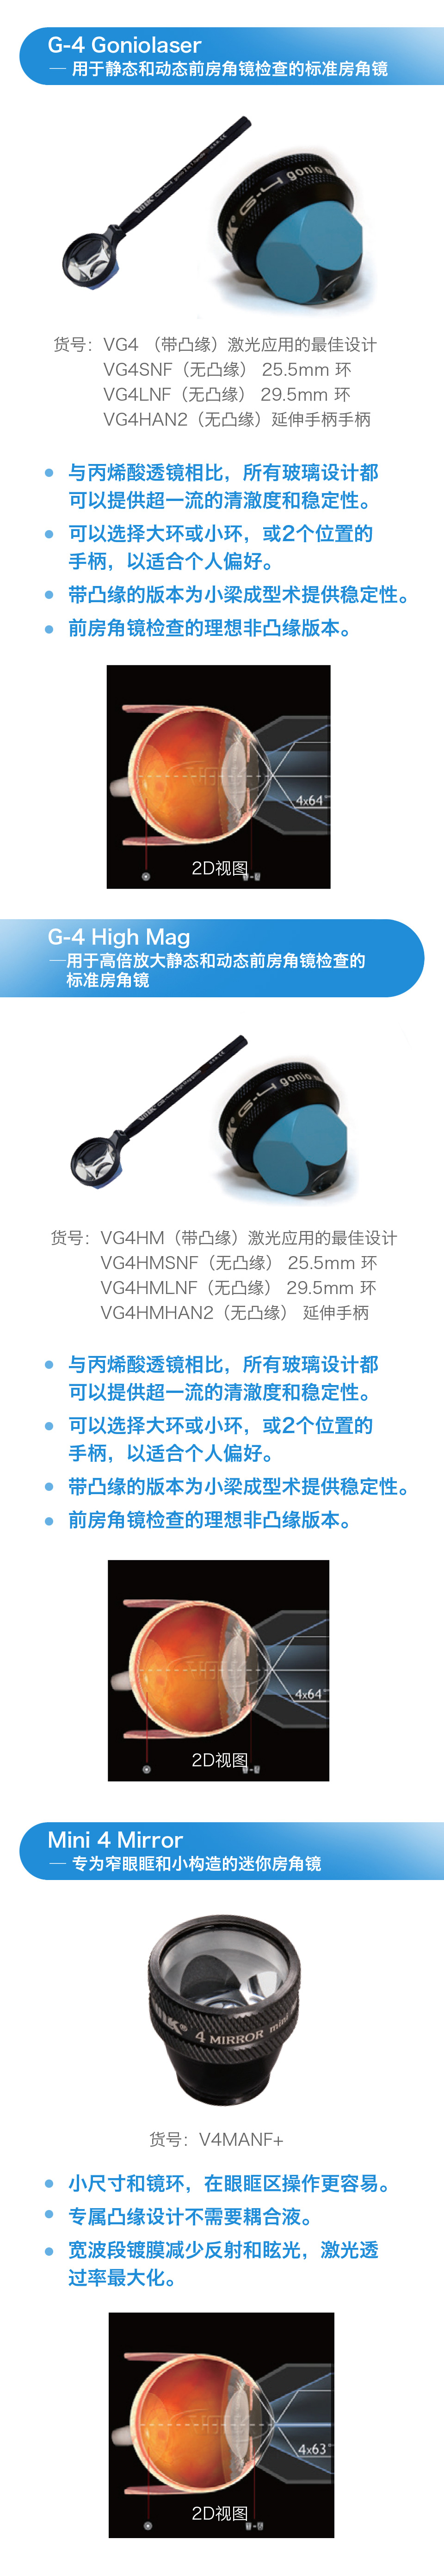 G-4 Goniolaser
— 用于静态和动态前房角镜检查的标准房角镜
G-4 gonio
货号：VG4 （带凸缘）激光应用的最佳设计
VG4SNF（无凸缘） 25.5mm 环
VG4LNF（无凸缘） 29.5mm 环
VG4HAN2（无凸缘）延伸手柄手柄
与丙烯酸透镜相比，所有玻璃设计都
可以提供超一流的清澈度和稳定性。
可以选择大环或小环，或2个位置的
手柄，以适合个人偏好。
带凸缘的版本为小梁成型术提供稳定性。
前房角镜检查的理想非凸缘版本。
4x64°
2D视图
G-4 High Mag
—用于高倍放大静态和动态前房角镜检查的
标准房角镜
G-4 gonio
货号：VG4HM（带凸缘）激光应用的最佳设计
VG4HMSNF（无凸缘） 25.5mm 环
VG4HMLNF（无凸缘） 29.5mm 环
VG4HMHAN2（无凸缘） 延伸手柄
与丙烯酸透镜相比，所有玻璃设计都
可以提供超一流的清澈度和稳定性。
可以选择大环或小环，或2个位置的
手柄，以适合个人偏好。
带凸缘的版本为小梁成型术提供稳定性。
前房角镜检查的理想非凸缘版本。
4x64°
2D视图
Mini 4 Mirror
— 专为窄眼眶和小构造的迷你房角镜
4 MIRROR mini
货号：V4MANF+
小尺寸和镜环，在眼眶区操作更容易。
专属凸缘设计不需要耦合液。
宽波段镀膜减少反射和眩光，激光透
过率最大化。
4x63°
2D视图